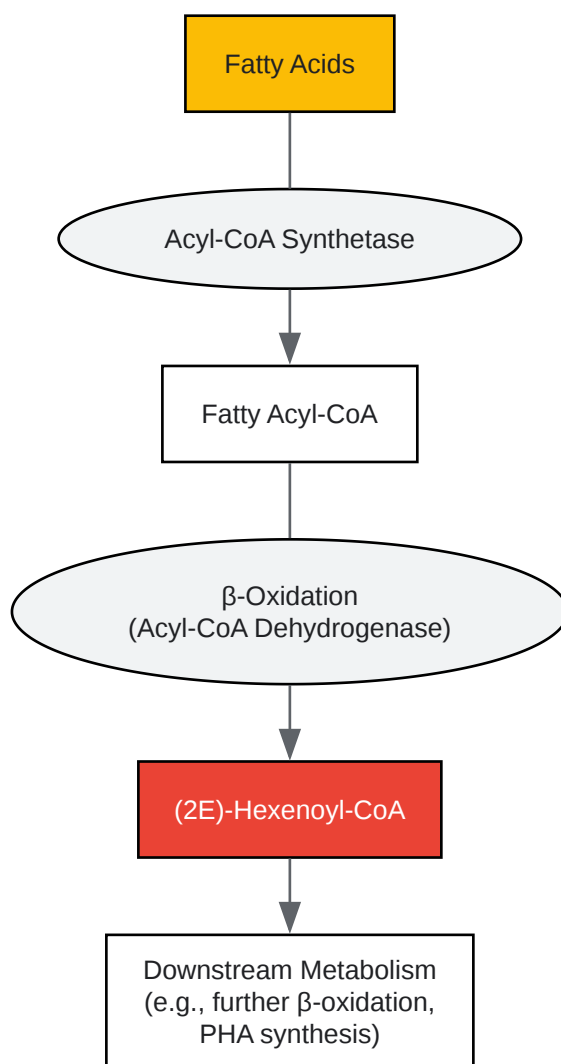 Fatty Acids
Acyl-CoA Synthetase
Fatty Acyl-CoA
β-Oxidation
(Acyl-CoA Dehydrogenase)
(2E)-Hexenoyl-CoA
Downstream Metabolism
(e.g., further β-oxidation,
PHA synthesis)